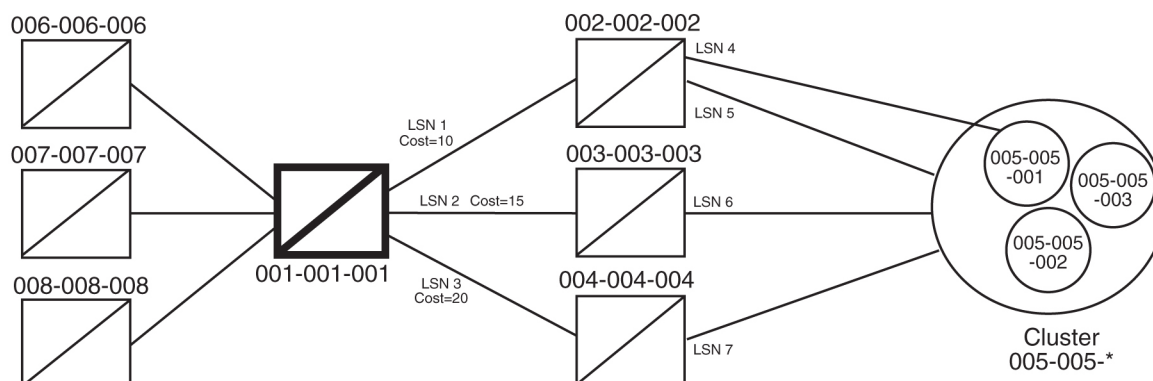 006-006-006
007-007-007
008-008-008
001-001-001
LSN 1
Cost=10
LSN 2 Cost=15
LSN 3
Cost=20
002-002-002
003-003-003
004-004-004
LSN 4
LSN 5
LSN 6
LSN 7
005-005
-001
005-005
-003
005-005
-002
Cluster
005-005-*